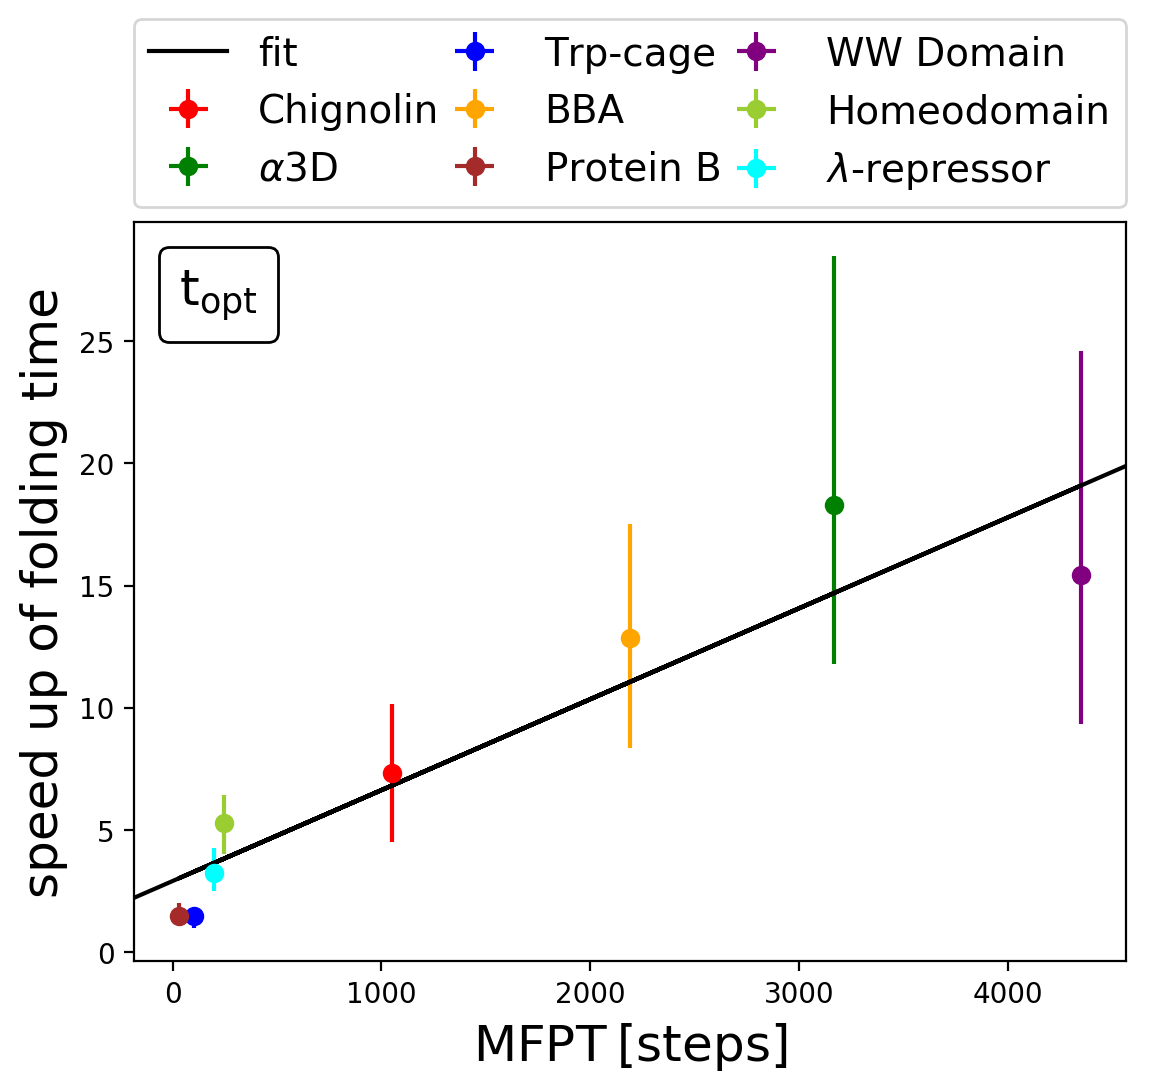 fit Trp-cage WW Domain
Chignolin BBA Homeodomain
α3D Protein B λ-repressor
t_opt
speed up of folding time
25
20
15
10
5
0
0 1000 2000 3000 4000
MFPT [steps]